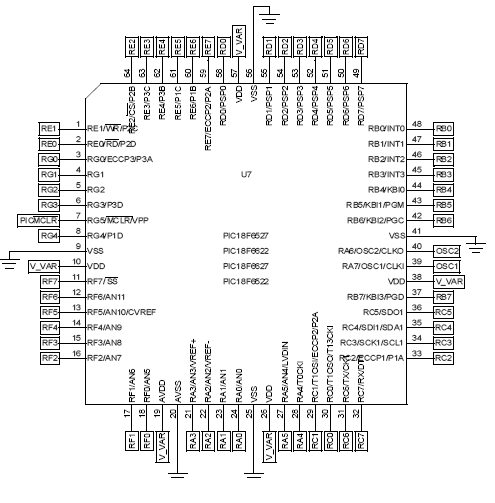 RE2 RE3 RE4 RE5 RE6 RE7 RD0 V_VAR RD1 RD2 RD3 RD4 RD5 RD6 RD7
64 63 62 61 60 59 58 57 56 55 54 53 52 51 50 49
RE2/CS/P2B RE3/P3C RE4/P3B RE5/P1C RE6/P1B RE7/ECCP2/P2A RD0/PSP0 VDD VSS RD1/PSP1 RD2/PSP2 RD3/PSP3 RD4/PSP4 RD5/PSP5 RD6/PSP6 RD7/PSP7
RE1 1 RE1/WR/P2C RB0/INT0 48 RB0
RE0 2 RE0/RD/P2D RB1/INT1 47 RB1
RG0 3 RG0/ECCP3/P3A RB2/INT2 46 RB2
RG1 4 RG1 U7 RB3/INT3 45 RB3
RG2 5 RG2 RB4/KBI0 44 RB4
RG3 6 RG3/P3D RB5/KBI1/PGM 43 RB5
PICMCLR 7 RG5/MCLR/VPP RB6/KBI2/PGC 42 RB6
RG4 8 RG4/P1D PIC18F6527 VSS 41
9 VSS PIC18F6622 RA6/OSC2/CLKO 40 OSC2
V_VAR 10 VDD PIC18F6627 RA7/OSC1/CLKI 39 OSC1
RF7 11 RF7/SS PIC18F6522 VDD 38 V_VAR
RF6 12 RF6/AN11 RB7/KBI3/PGD 37 RB7
RF5 13 RF5/AN10/CVREF RC5/SDO1 36 RC5
RF4 14 RF4/AN9 RC4/SDI1/SDA1 35 RC4
RF3 15 RF3/AN8 RC3/SCK1/SCL1 34 RC3
RF2 16 RF2/AN7 RC2/ECCP1/P1A 33 RC2
RF1/AN6 RF0/AN5 AVDD AVSS RA3/AN3/VREF+ RA2/AN2/VREF- RA1/AN1 RA0/AN0 VSS VDD RA5/AN4/LVDIN RA4/T0CKI RC1/T1OSI/ECCP2/P2A RC0/T1OSO/T13CKI RC6/TX/CK1 RC7/RX/DT1
17 18 19 20 21 22 23 24 25 26 27 28 29 30 31 32
RF1 RF0 V_VAR RA3 RA2 RA1 RA0 V_VAR RA5 RA4 RC1 RC0 RC6 RC7